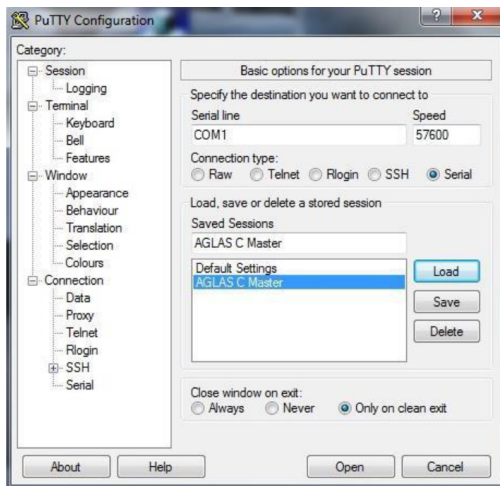 PuTTY Configuration
Category:
Session
Logging
Terminal
Keyboard
Bell
Features
Window
Appearance
Behaviour
Translation
Selection
Colours
Connection
Data
Proxy
Telnet
Rlogin
SSH
Serial
Basic options for your PuTTY session
Specify the destination you want to connect to
Serial line Speed
COM1 57600
Connection type:
Raw Telnet Rlogin SSH Serial
Load, save or delete a stored session
Saved Sessions
AGLAS C Master
Default Settings
AGLAS C Master
Load
Save
Delete
Close window on exit:
Always Never Only on clean exit
About Help Open Cancel